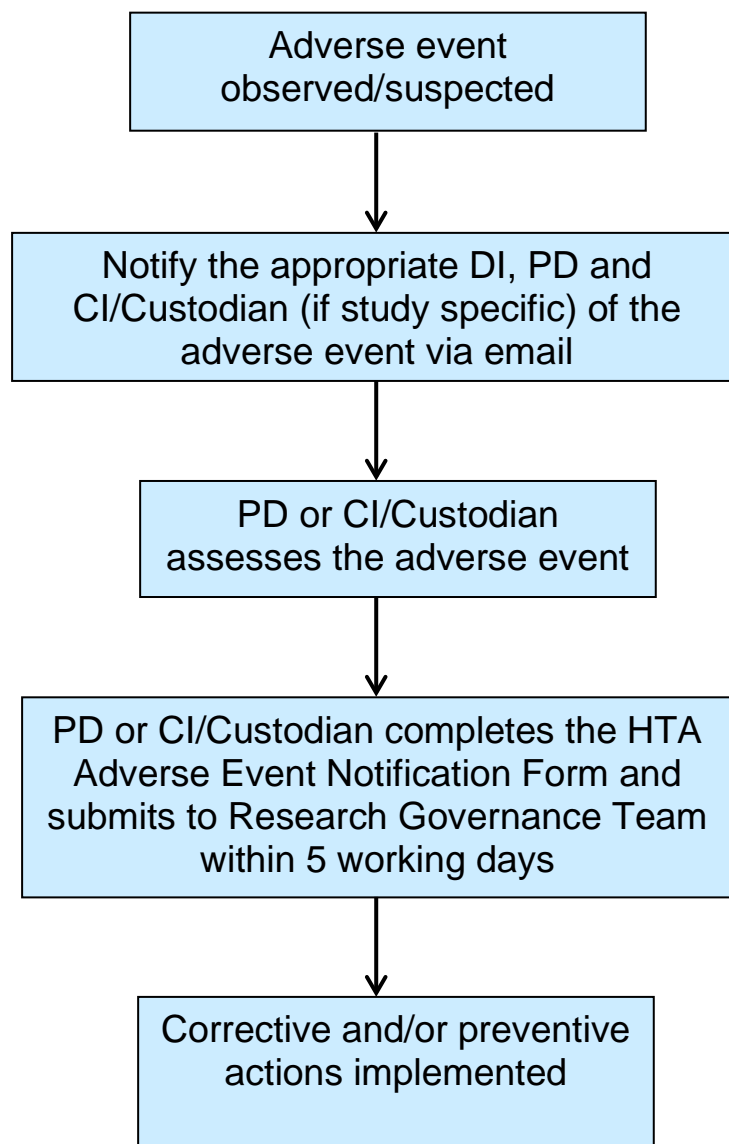 Adverse event
observed/suspected
Notify the appropriate DI, PD and
CI/Custodian (if study specific) of the
adverse event via email
PD or CI/Custodian
assesses the adverse event
PD or CI/Custodian completes the HTA
Adverse Event Notification Form and
submits to Research Governance Team
within 5 working days
Corrective and/or preventive
actions implemented